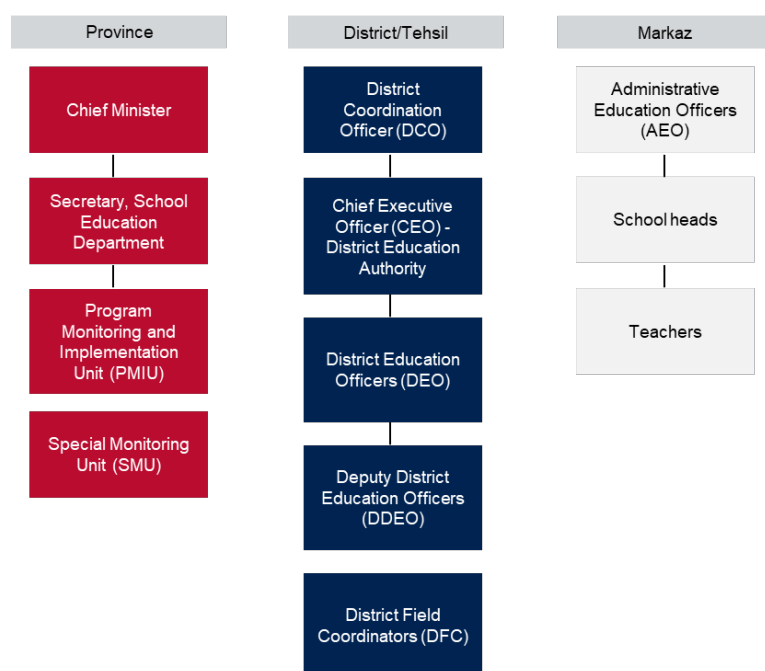 Province
Chief Minister
Secretary, School
Education
Department
Program
Monitoring and
Implementation
Unit (PMIU)
Special Monitoring
Unit (SMU)
District/Tehsil
District
Coordination
Officer (DCO)
Chief Executive
Officer (CEO) -
District Education
Authority
District Education
Officers (DEO)
Deputy District
Education Officers
(DDEO)
District Field
Coordinators (DFC)
Markaz
Administrative
Education Officers
(AEO)
School heads
Teachers